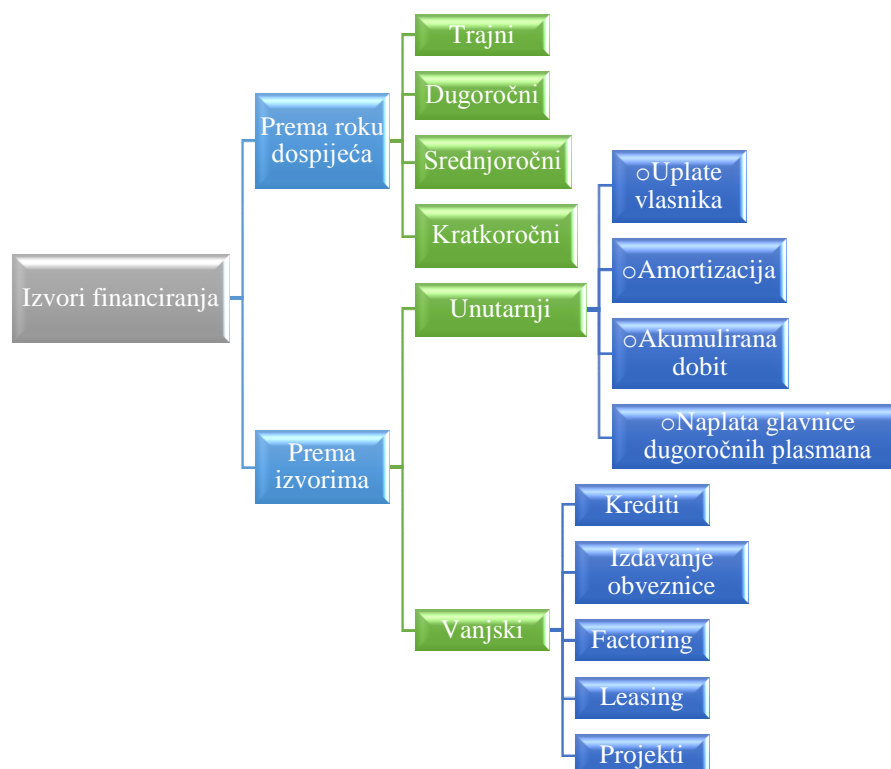 Izvori financiranja
Prema roku
dospijeća
Trajni
Dugoročni
Srednjoročni
Kratkoročni
Prema
izvorima
Unutarnji
oUplate
vlasnika
oAmortizacija
oAkumulirana
dobit
oNaplata glavnice
dugoročnih plasmana
Vanjski
Krediti
Izdavanje
obveznice
Factoring
Leasing
Projekti